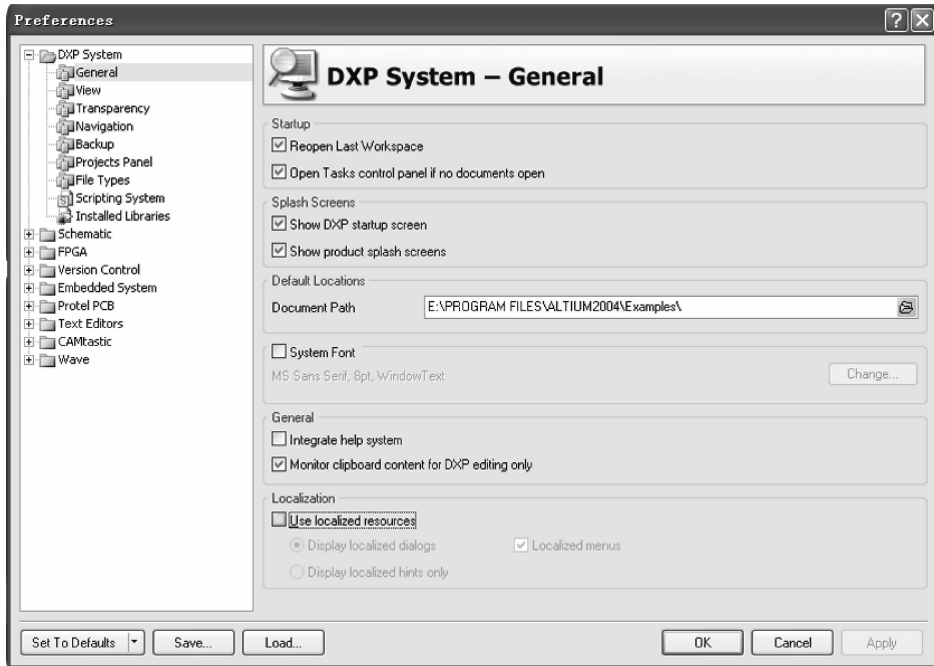 Preferences
DXP System
General
View
Transparency
Navigation
Backup
Projects Panel
File Types
Scripting System
Installed Libraries
Schematic
FPGA
Version Control
Embedded System
Protel PCB
Text Editors
CAMtastic
Wave
DXP System – General
Startup
Reopen Last Workspace
Open Tasks control panel if no documents open
Splash Screens
Show DXP startup screen
Show product splash screens
Default Locations
Document Path E:\PROGRAM FILES\ALTIUM2004\Examples\
System Font
MS Sans Serif, 8pt, WindowText Change...
General
Integrate help system
Monitor clipboard content for DXP editing only
Localization
Use localized resources
Display localized dialogs Localized menus
Display localized hints only
Set To Defaults Save... Load... OK Cancel Apply